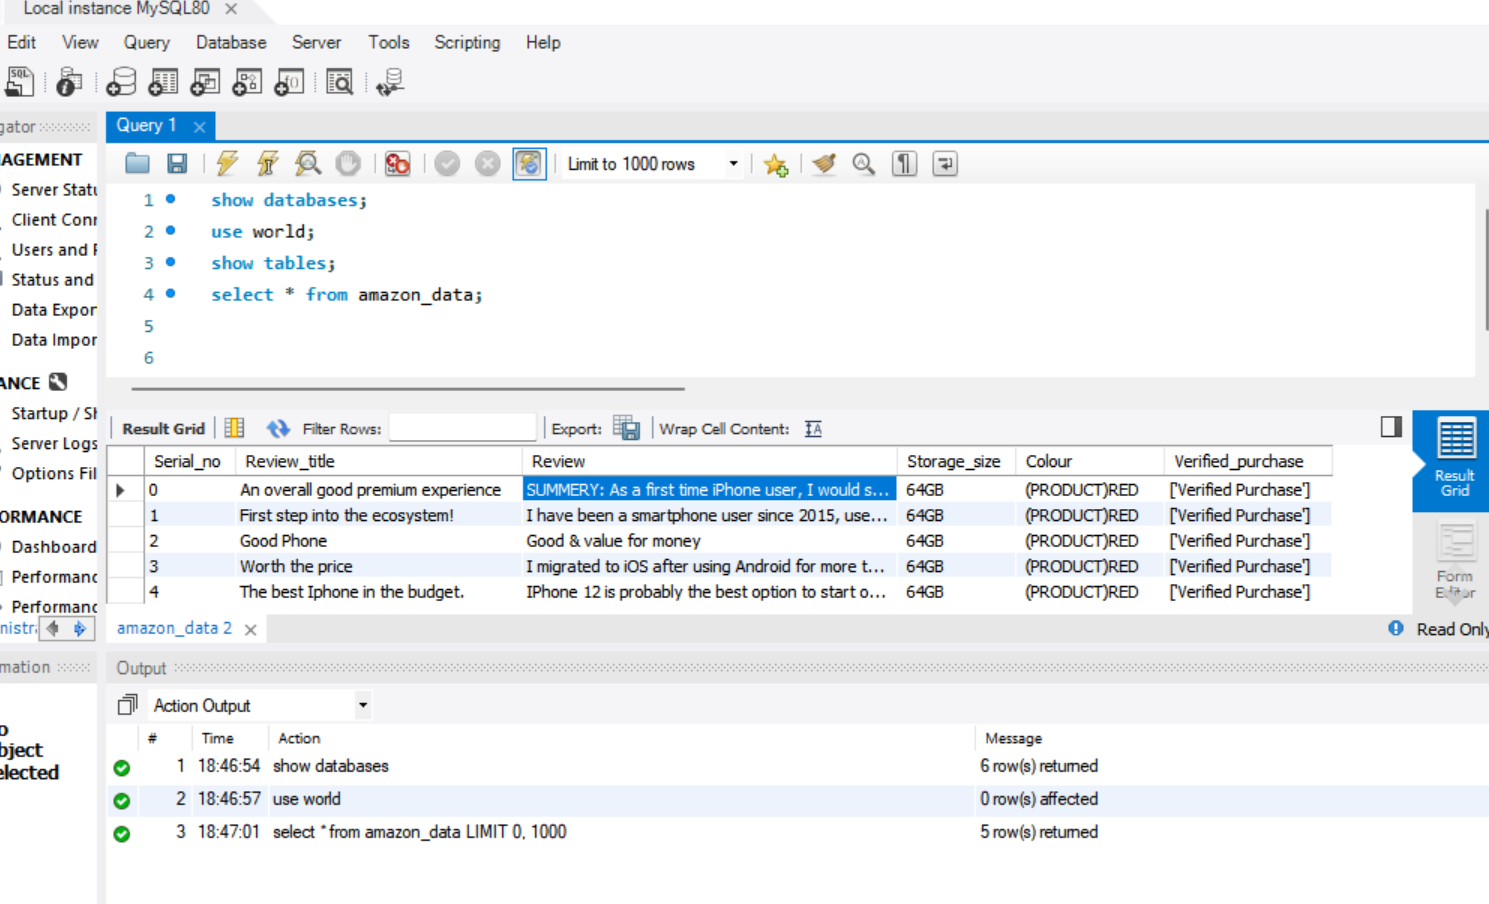 Local instance MySQL80
Edit View Query Database Server Tools Scripting Help
SQL
gator
Query 1
Limit to 1000 rows
AGEMENT
Server Statu
Client Conn
Users and P
Status and
Data Expor
Data Impor
ANCE
Startup / Sh
Server Logs
Options Fil
ORMANCE
Dashboard
Performanc
Performanc
nistra
1 show databases;
2 use world;
3 show tables;
4 select * from amazon_data;
5
6
Result Grid Filter Rows: Export: Wrap Cell Content:
Serial_no Review_title Review Storage_size Colour Verified_purchase
0 An overall good premium experience SUMMERY: As a first time iPhone user, I would s... 64GB (PRODUCT)RED ['Verified Purchase']
1 First step into the ecosystem! I have been a smartphone user since 2015, use... 64GB (PRODUCT)RED ['Verified Purchase']
2 Good Phone Good & value for money 64GB (PRODUCT)RED ['Verified Purchase']
3 Worth the price I migrated to iOS after using Android for more t... 64GB (PRODUCT)RED ['Verified Purchase']
4 The best Iphone in the budget. IPhone 12 is probably the best option to start o... 64GB (PRODUCT)RED ['Verified Purchase']
Result
Grid
Form
Editor
amazon_data 2
Read Only
mation
o
bject
elected
Output
Action Output
# Time Action Message
1 18:46:54 show databases 6 row(s) returned
2 18:46:57 use world 0 row(s) affected
3 18:47:01 select * from amazon_data LIMIT 0, 1000 5 row(s) returned